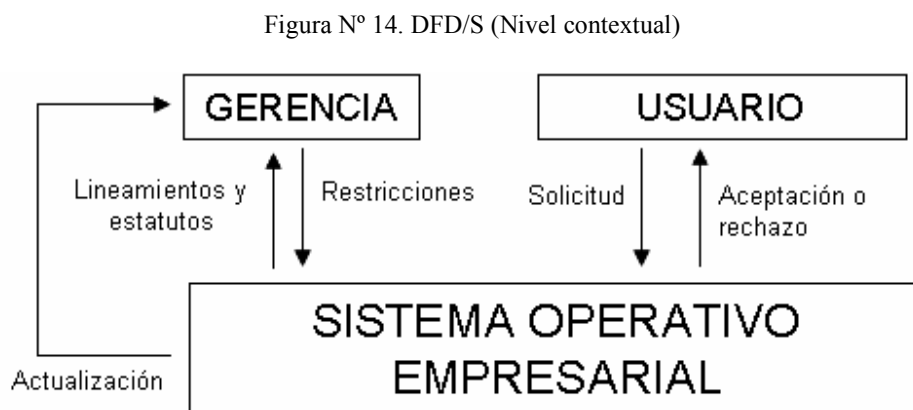 Figura Nº 14. DFD/S (Nivel contextual)
GERENCIA
USUARIO
Lineamientos y
estatutos
Restricciones
Solicitud
Aceptación o
rechazo
SISTEMA OPERATIVO
EMPRESARIAL
Actualización